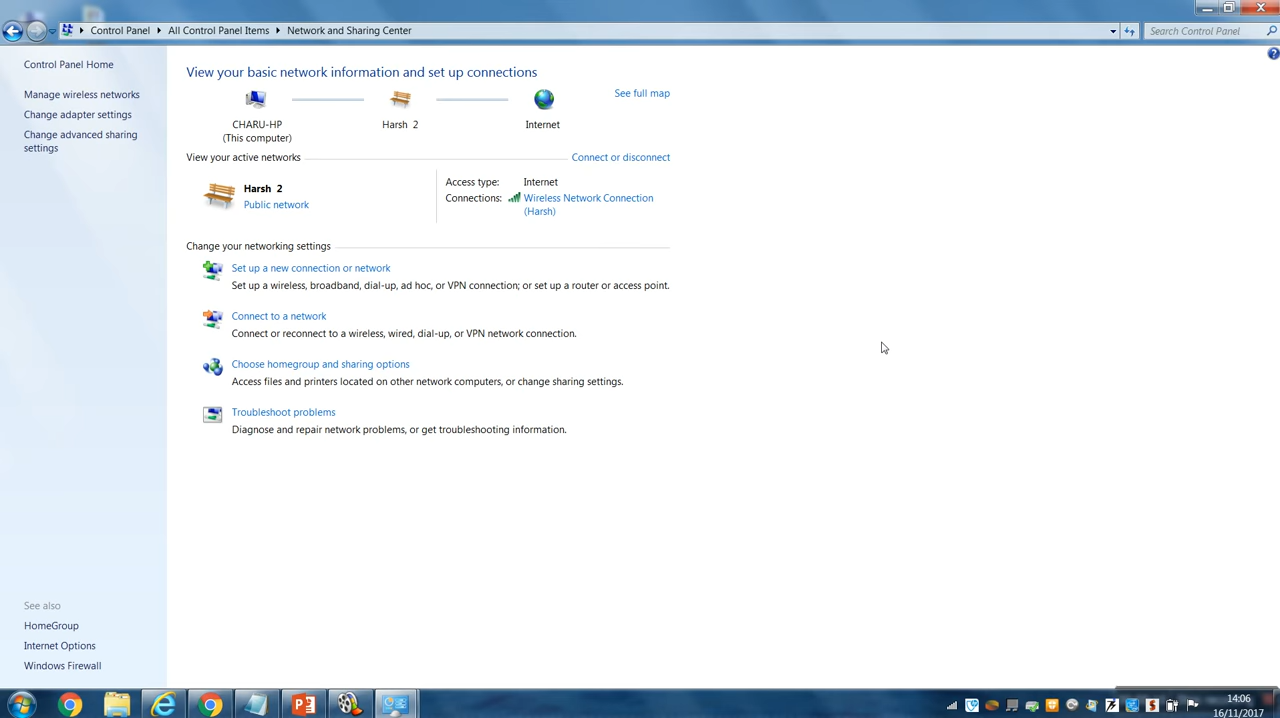 Control Panel ▸ All Control Panel Items ▸ Network and Sharing Center
Search Control Panel
Control Panel Home
Manage wireless networks
Change adapter settings
Change advanced sharing
settings
View your basic network information and set up connections
See full map
CHARU-HP
(This computer)
Harsh 2
Internet
View your active networks
Connect or disconnect
Harsh 2
Public network
Access type: Internet
Connections: Wireless Network Connection
(Harsh)
Change your networking settings
Set up a new connection or network
Set up a wireless, broadband, dial-up, ad hoc, or VPN connection; or set up a router or access point.
Connect to a network
Connect or reconnect to a wireless, wired, dial-up, or VPN network connection.
Choose homegroup and sharing options
Access files and printers located on other network computers, or change sharing settings.
Troubleshoot problems
Diagnose and repair network problems, or get troubleshooting information.
See also
HomeGroup
Internet Options
Windows Firewall
14:06
16/11/2017